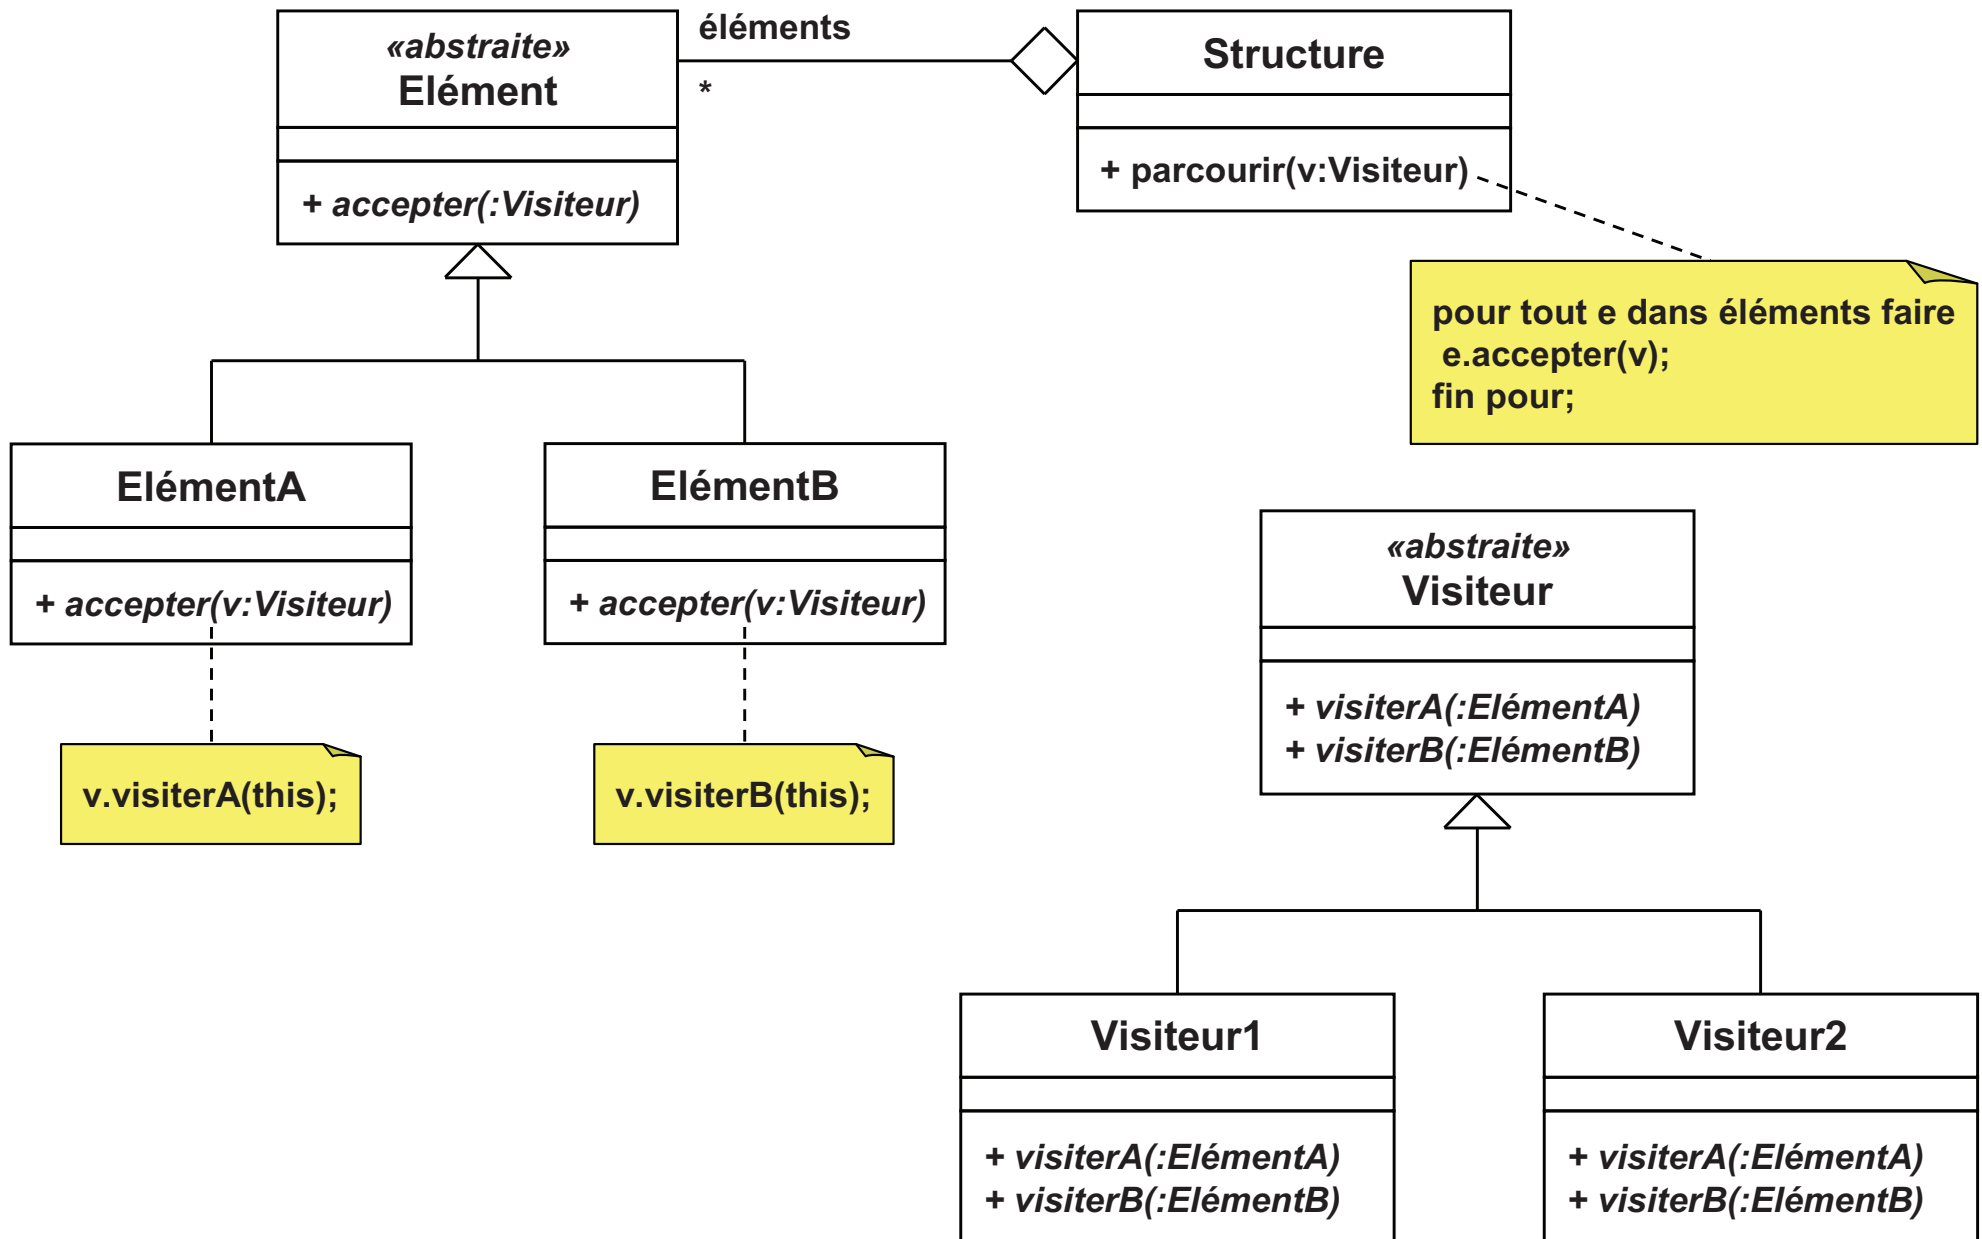 «abstraite»
Elément
+ accepter(:Visiteur)
éléments
*
Structure
+ parcourir(v:Visiteur)
pour tout e dans éléments faire
e.accepter(v);
fin pour;
ElémentA
+ accepter(v:Visiteur)
v.visiterA(this);
ElémentB
+ accepter(v:Visiteur)
v.visiterB(this);
«abstraite»
Visiteur
+ visiterA(:ElémentA)
+ visiterB(:ElémentB)
Visiteur1
+ visiterA(:ElémentA)
+ visiterB(:ElémentB)
Visiteur2
+ visiterA(:ElémentA)
+ visiterB(:ElémentB)